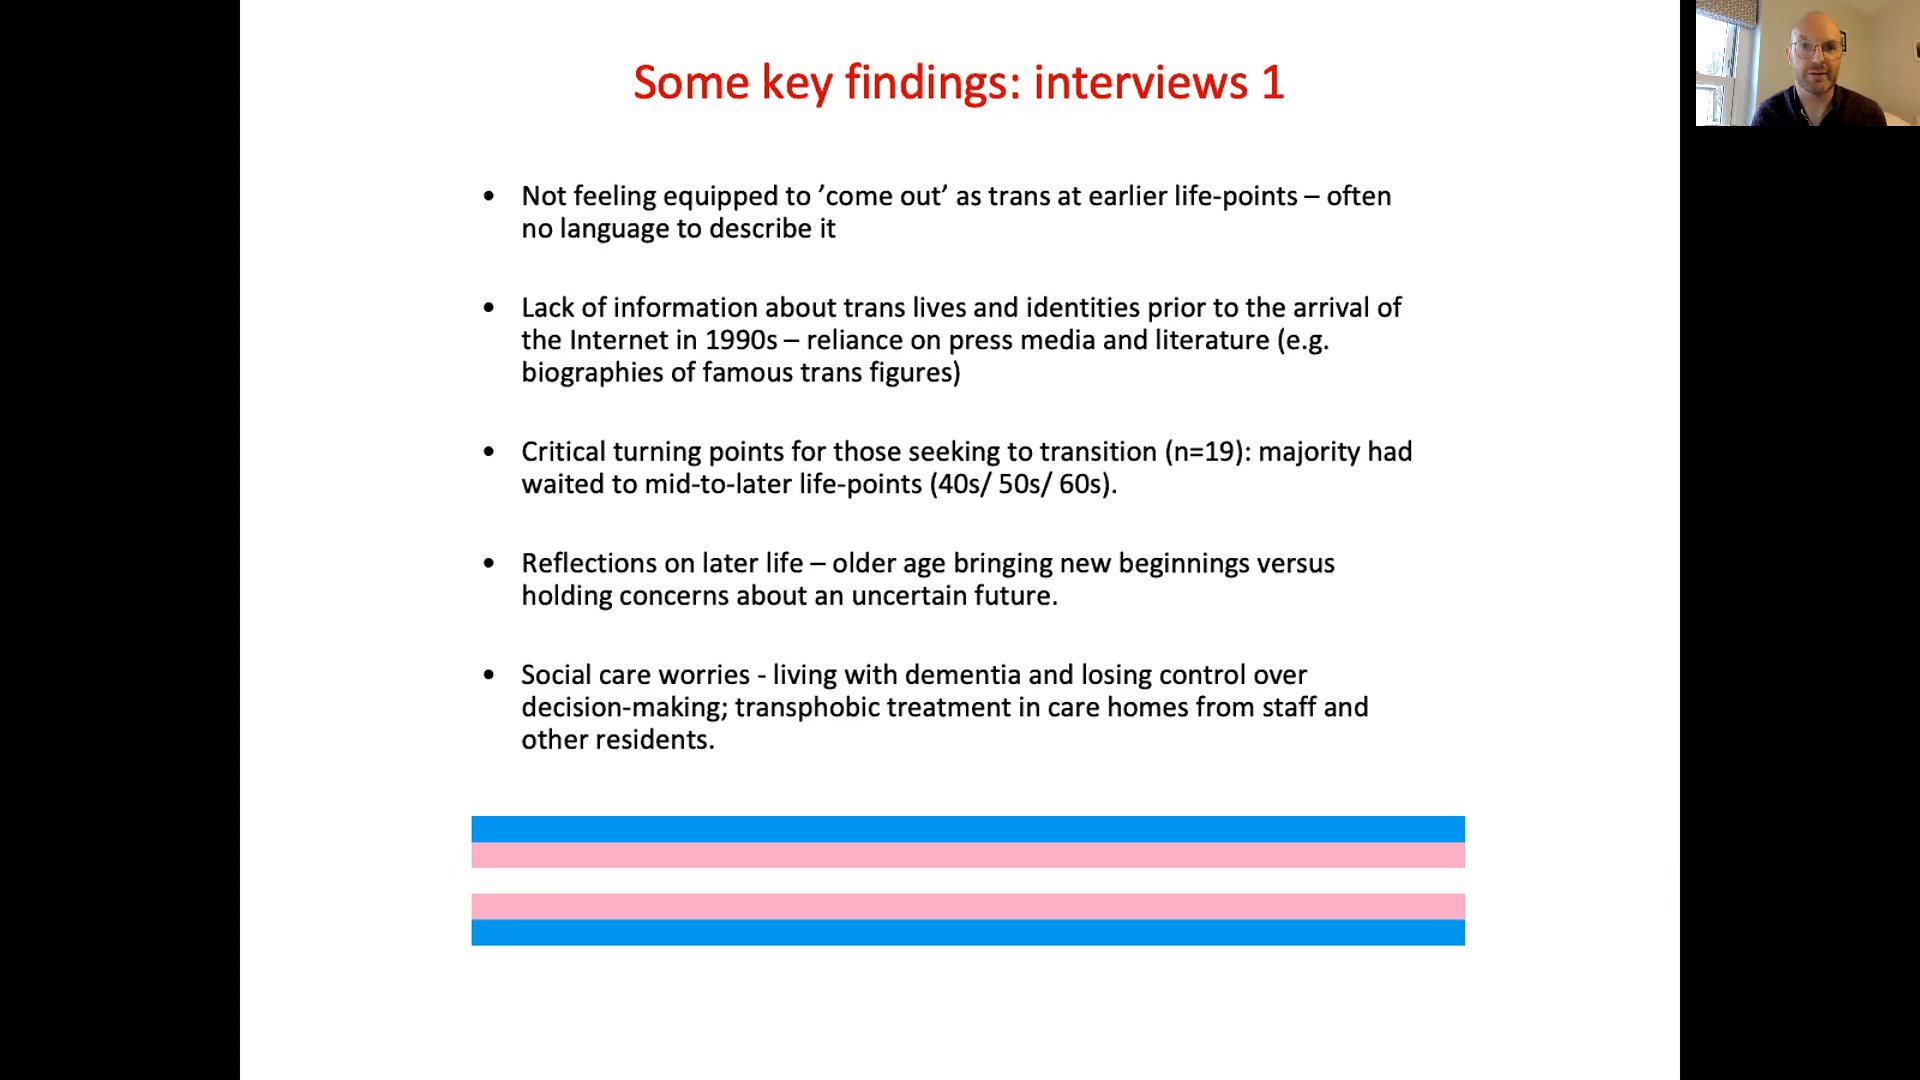 Some key findings: interviews 1
• Not feeling equipped to ’come out’ as trans at earlier life-points – often
no language to describe it
• Lack of information about trans lives and identities prior to the arrival of
the Internet in 1990s – reliance on press media and literature (e.g.
biographies of famous trans figures)
• Critical turning points for those seeking to transition (n=19): majority had
waited to mid-to-later life-points (40s/ 50s/ 60s).
• Reflections on later life – older age bringing new beginnings versus
holding concerns about an uncertain future.
• Social care worries - living with dementia and losing control over
decision-making; transphobic treatment in care homes from staff and
other residents.